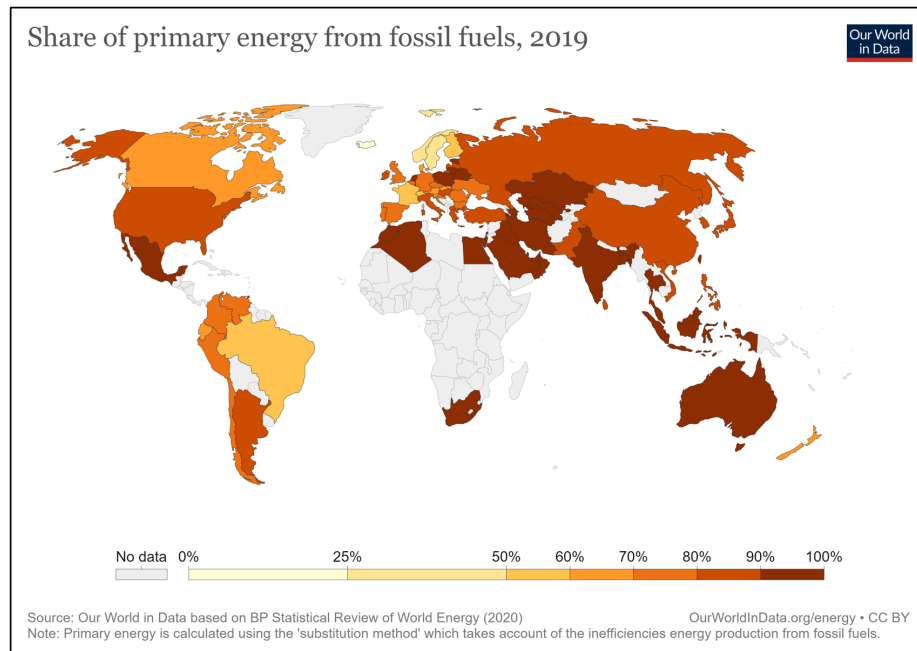 Share of primary energy from fossil fuels, 2019
Our World
in Data
No data
0%
25%
50%
60%
70%
80%
90%
100%
Source: Our World in Data based on BP Statistical Review of World Energy (2020)
OurWorldInData.org/energy • CC BY
Note: Primary energy is calculated using the 'substitution method' which takes account of the inefficiencies energy production from fossil fuels.